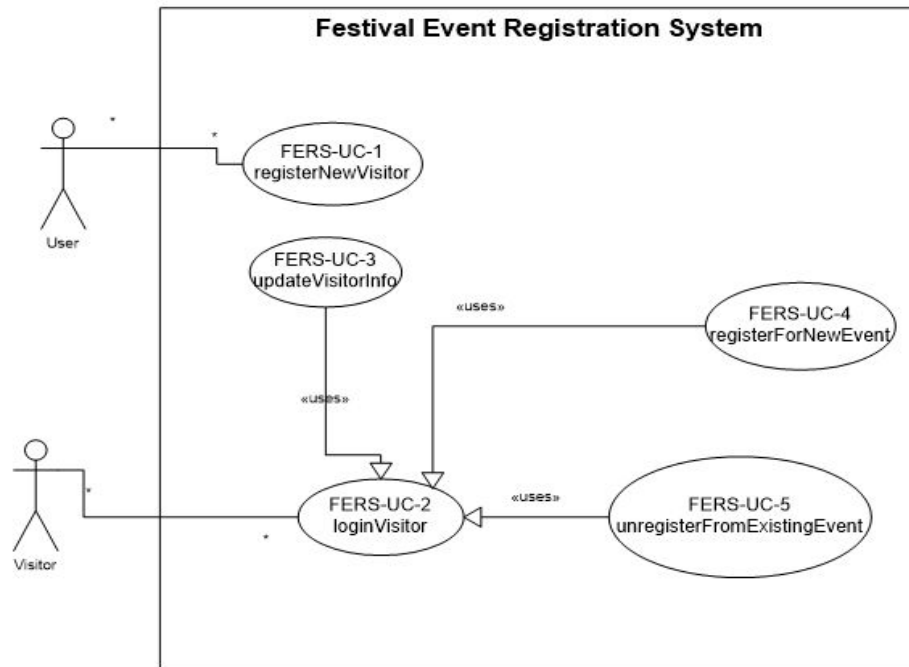 Festival Event Registration System
*
*
FERS-UC-1
registerNewVisitor
User
FERS-UC-3
updateVisitorInfo
«uses»
FERS-UC-4
registerForNewEvent
«uses»
*
FERS-UC-2
loginVisitor
«uses»
FERS-UC-5
unregisterFromExistingEvent
*
Visitor